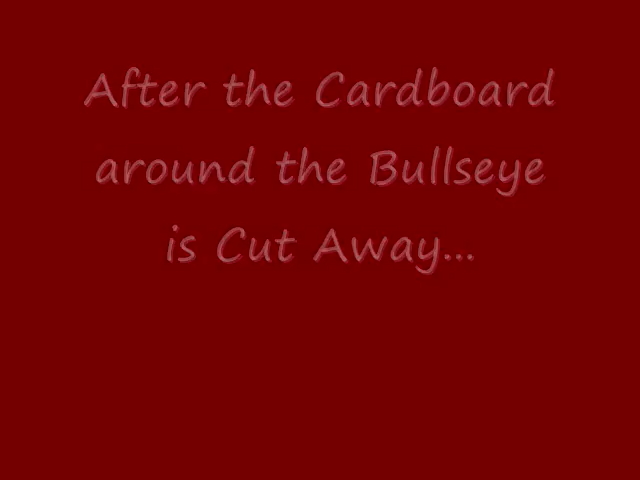 After the Cardboard
around the Bullseye
is Cut Away...